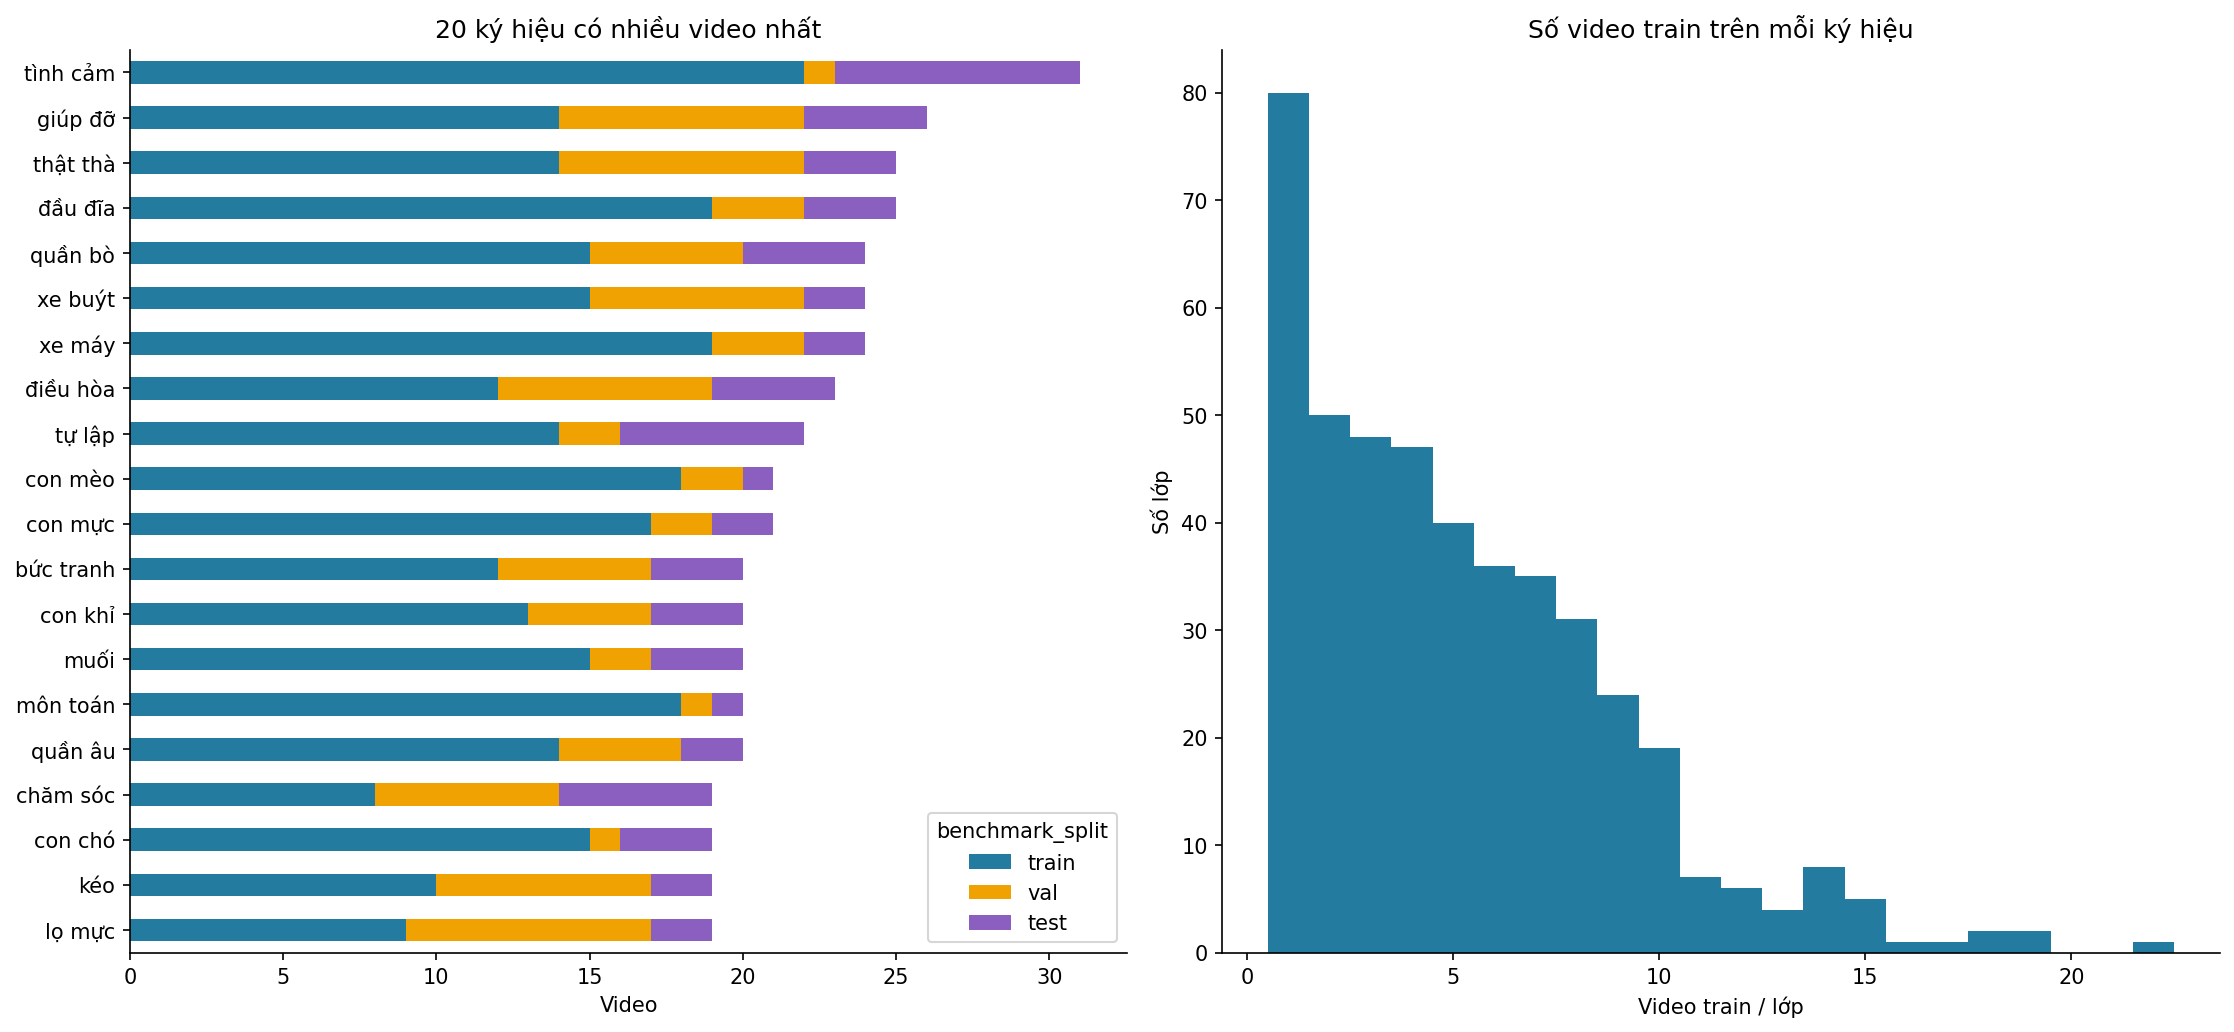 20 ký hiệu có nhiều video nhất
tình cảm
giúp đỡ
thật thà
đầu đĩa
quần bò
xe buýt
xe máy
điều hòa
tự lập
con mèo
con mực
bức tranh
con khỉ
muối
môn toán
quần âu
chăm sóc
con chó
kéo
lọ mực
0 5 10 15 20 25 30
Video
benchmark_split
train
val
test
Số video train trên mỗi ký hiệu
Số lớp
80
70
60
50
40
30
20
10
0
0 5 10 15 20
Video train / lớp